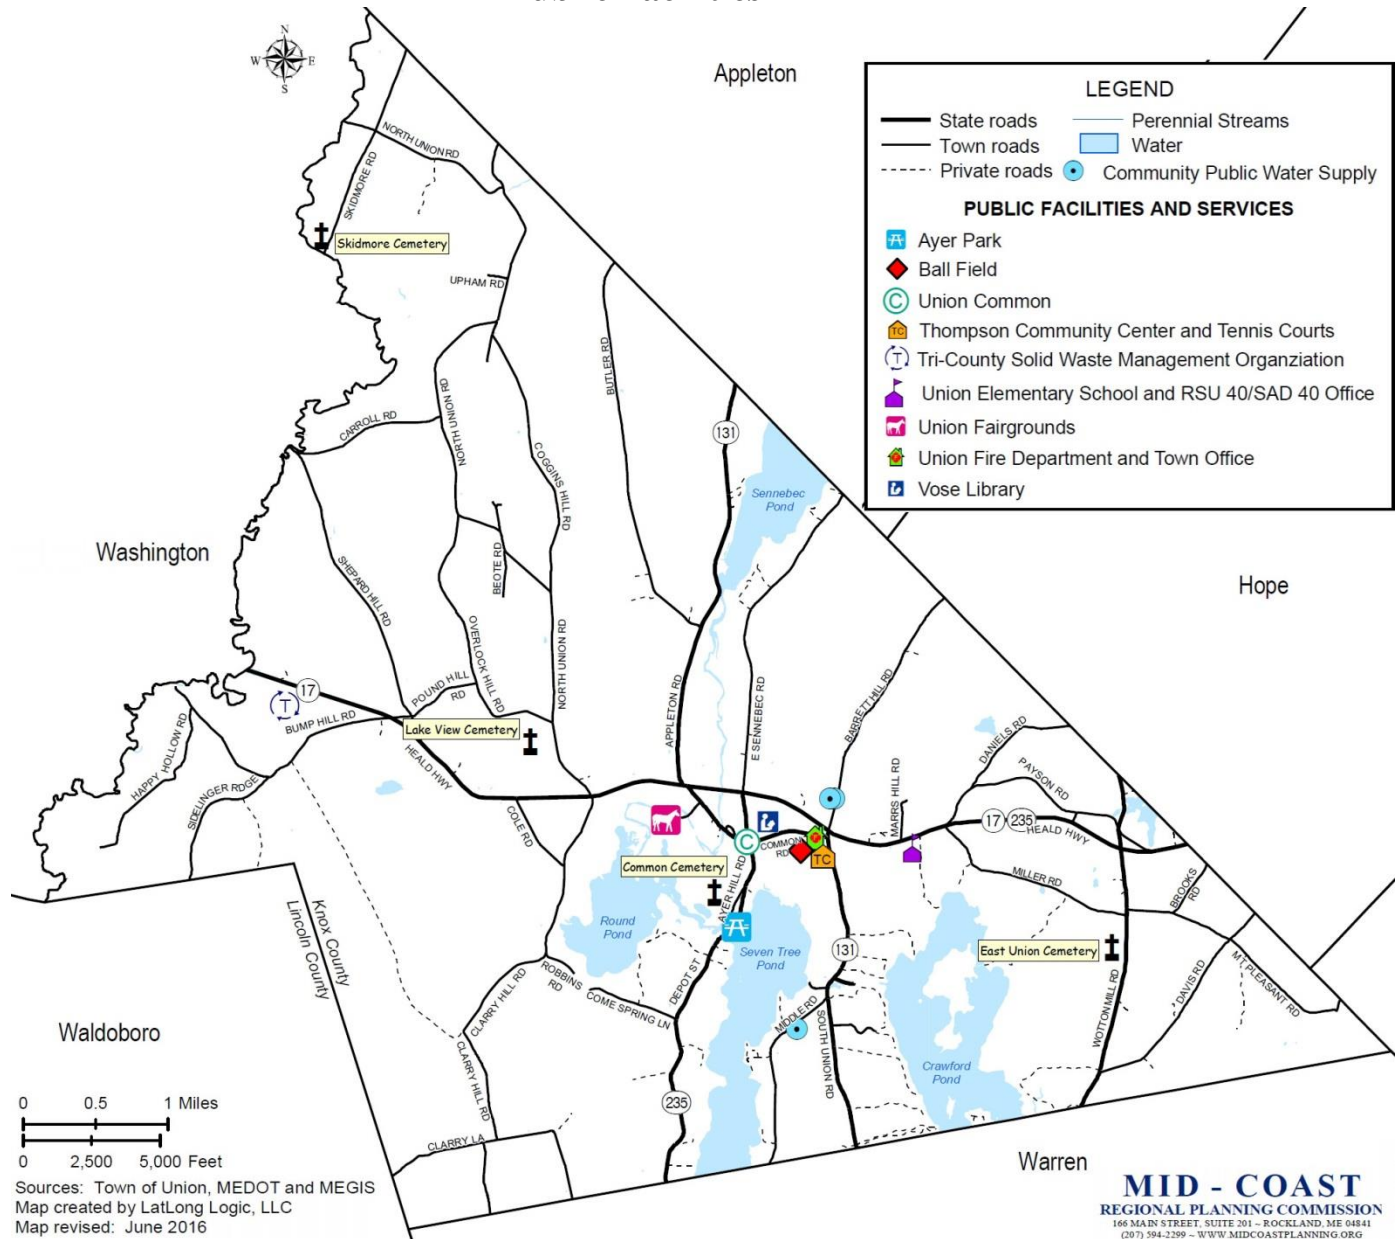 N
W E
S
Appleton
LEGEND
State roads
Perennial Streams
Town roads
Water
Private roads
Community Public Water Supply
PUBLIC FACILITIES AND SERVICES
Ayer Park
Ball Field
C Union Common
TC Thompson Community Center and Tennis Courts
T Tri-County Solid Waste Management Organziation
Union Elementary School and RSU 40/SAD 40 Office
Union Fairgrounds
Union Fire Department and Town Office
Vose Library
NORTH UNION RD
SKIDMORE RD
Skidmore Cemetery
UPHAM RD
BUTLER RD
NORTH UNION RD
CARROLL RD
COGGINS HILL RD
131
Sennebec
Pond
Washington
Hope
SHEPARD HILL RD
BEOTE RD
OVERLOCK HILL RD
NORTH UNION RD
POUND HILL
RD
17
T
BUMP HILL RD
HAPPY HOLLOW RD
SIDELINGER RDGE
Lake View Cemetery
HEALD HWY
COLE RD
APPLETON RD
E SENNEBEC RD
BARRETT HILL RD
DANIELS RD
PAYSON RD
MARRS HILL RD
17
235
HEALD HWY
C
COMMON
RD
TC
MILLER RD
BROOKS
RD
Common Cemetery
AYER HILL RD
Round
Pond
Seven Tree
Pond
131
East Union Cemetery
MT PLEASANT RD
DAVIS RD
WOTTON MILL RD
Knox County
Lincoln County
ROBBINS
RD
COME SPRING LN
DEPOT ST
CLARRY HILL RD
MIDDLE RD
SOUTH UNION RD
Crawford
Pond
Waldoboro
CLARRY HILL RD
235
CLARRY LA
0 0.5 1 Miles
0 2,500 5,000 Feet
Warren
Sources: Town of Union, MEDOT and MEGIS
Map created by LatLong Logic, LLC
Map revised: June 2016
MID - COAST
REGIONAL PLANNING COMMISSION
166 MAIN STREET, SUITE 201 ~ ROCKLAND, ME 04841
(207) 594-2299 ~ WWW.MIDCOASTPLANNING.ORG